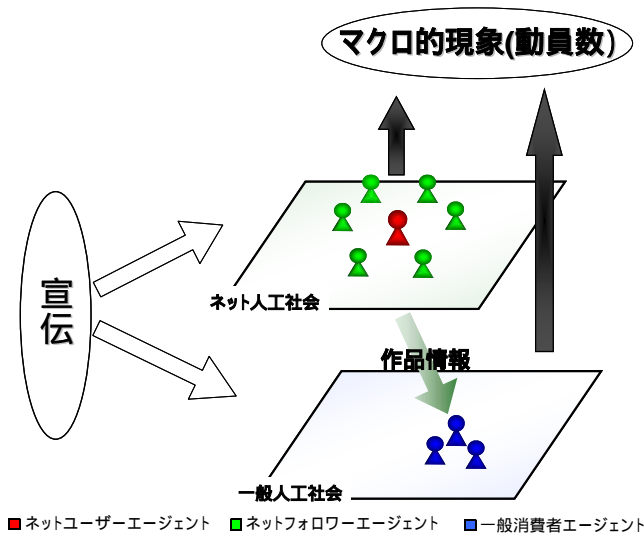 マクロ的現象(動員数)
宣伝
ネット人工社会
作品情報
一般人工社会
ネットユーザーエージェント
ネットフォロワーエージェント
一般消費者エージェント